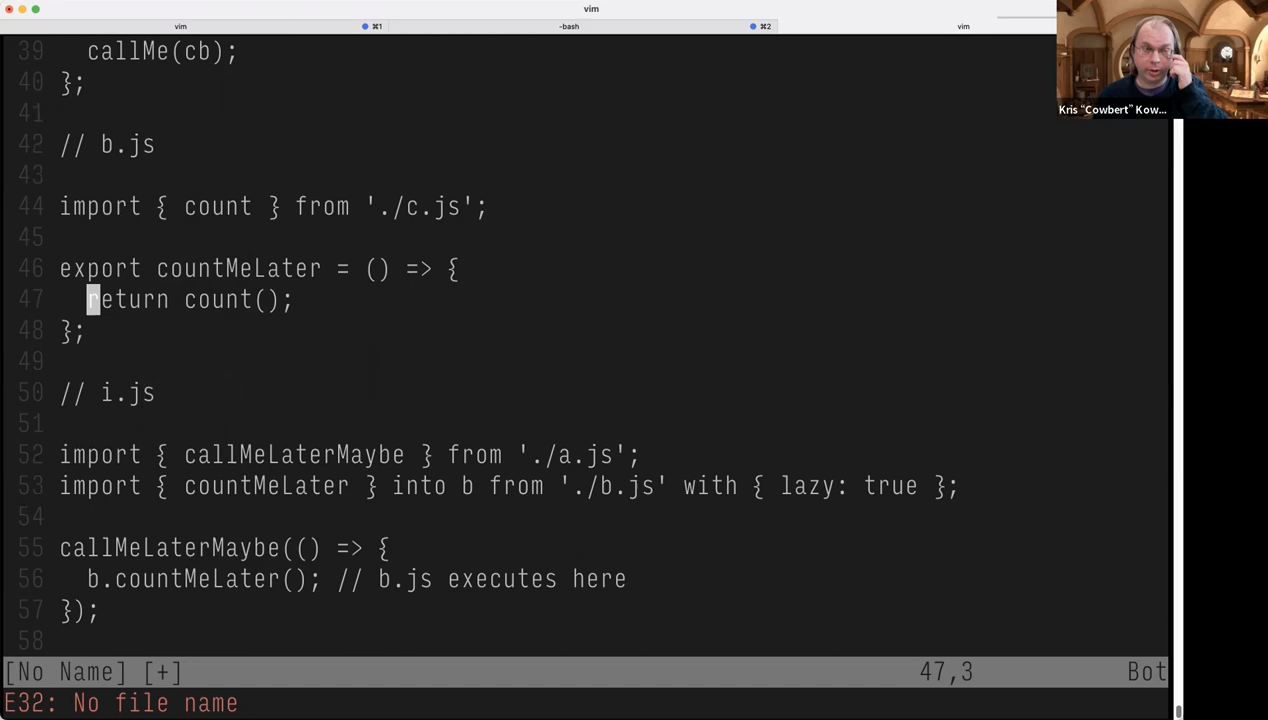 vim
vim ⌘1 -bash ⌘2 vim
39 callMe(cb);
40 };
41
42 // b.js
43
44 import { count } from './c.js';
45
46 export countMeLater = () => {
47 return count();
48 };
49
50 // i.js
51
52 import { callMeLaterMaybe } from './a.js';
53 import { countMeLater } into b from './b.js' with { lazy: true };
54
55 callMeLaterMaybe(() => {
56 b.countMeLater(); // b.js executes here
57 });
58
[No Name] [+] 47,3 Bot
E32: No file name
Kris “Cowbert” Kow...